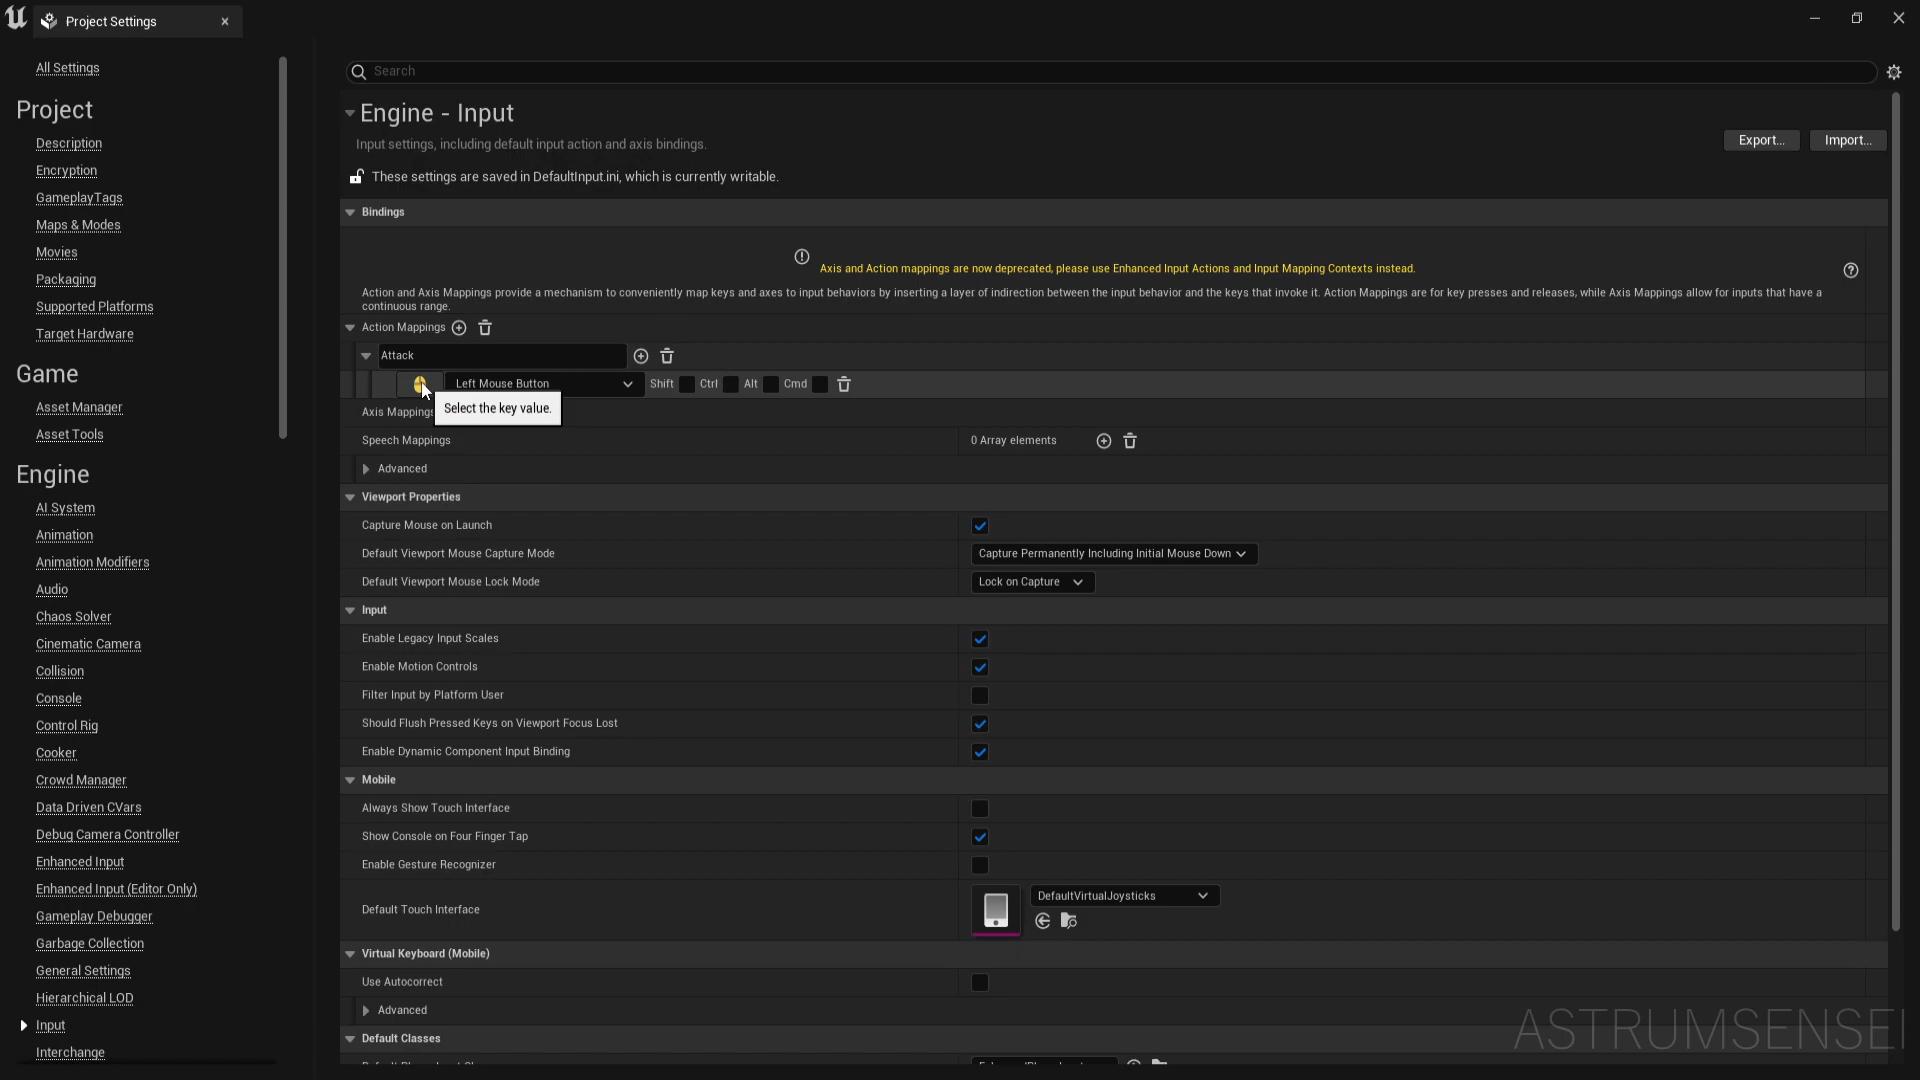 Project Settings
All Settings
Project
Description
Encryption
GameplayTags
Maps & Modes
Movies
Packaging
Supported Platforms
Target Hardware
Game
Asset Manager
Asset Tools
Engine
AI System
Animation
Animation Modifiers
Audio
Chaos Solver
Cinematic Camera
Collision
Console
Control Rig
Cooker
Crowd Manager
Data Driven CVars
Debug Camera Controller
Enhanced Input
Enhanced Input (Editor Only)
Gameplay Debugger
Garbage Collection
General Settings
Hierarchical LOD
Input
Interchange
Search
Engine - Input
Input settings, including default input action and axis bindings.
Export... Import...
These settings are saved in DefaultInput.ini, which is currently writable.
Bindings
Axis and Action mappings are now deprecated, please use Enhanced Input Actions and Input Mapping Contexts instead.
Action and Axis Mappings provide a mechanism to conveniently map keys and axes to input behaviors by inserting a layer of indirection between the input behavior and the keys that invoke it. Action Mappings are for key presses and releases, while Axis Mappings allow for inputs that have a
continuous range.
Action Mappings
Attack
Left Mouse Button Shift Ctrl Alt Cmd
Select the key value.
Axis Mappings
Speech Mappings 0 Array elements
Advanced
Viewport Properties
Capture Mouse on Launch
Default Viewport Mouse Capture Mode Capture Permanently Including Initial Mouse Down
Default Viewport Mouse Lock Mode Lock on Capture
Input
Enable Legacy Input Scales
Enable Motion Controls
Filter Input by Platform User
Should Flush Pressed Keys on Viewport Focus Lost
Enable Dynamic Component Input Binding
Mobile
Always Show Touch Interface
Show Console on Four Finger Tap
Enable Gesture Recognizer
Default Touch Interface DefaultVirtualJoysticks
Virtual Keyboard (Mobile)
Use Autocorrect
Advanced
Default Classes
ASTRUMSENSEI